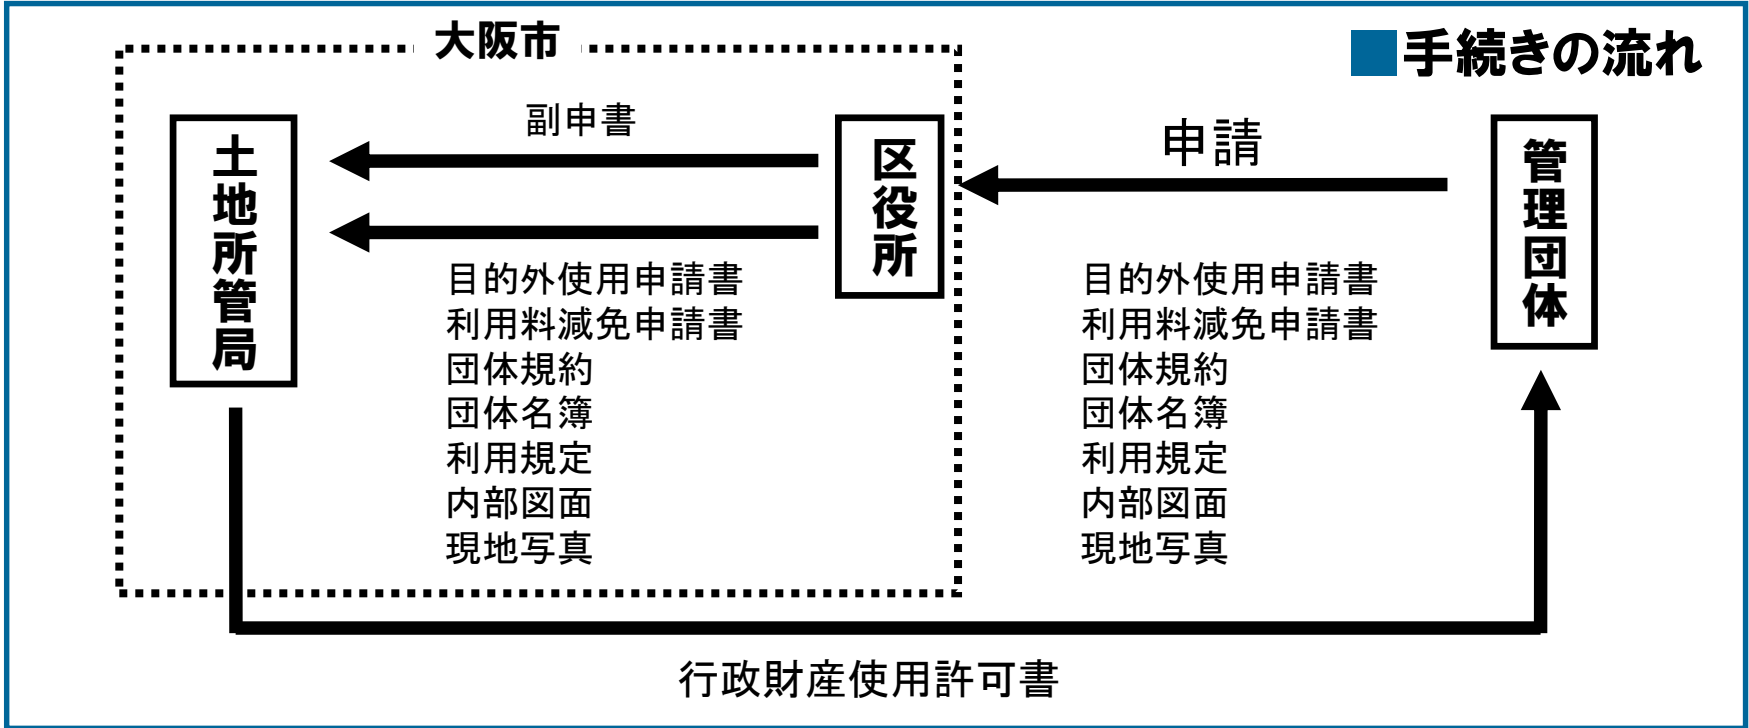 ■手続きの流れ
大阪市
土地所管局
副申書
区役所
申請
管理団体
目的外使用申請書
利用料減免申請書
団体規約
団体名簿
利用規定
内部図面
現地写真
目的外使用申請書
利用料減免申請書
団体規約
団体名簿
利用規定
内部図面
現地写真
行政財産使用許可書